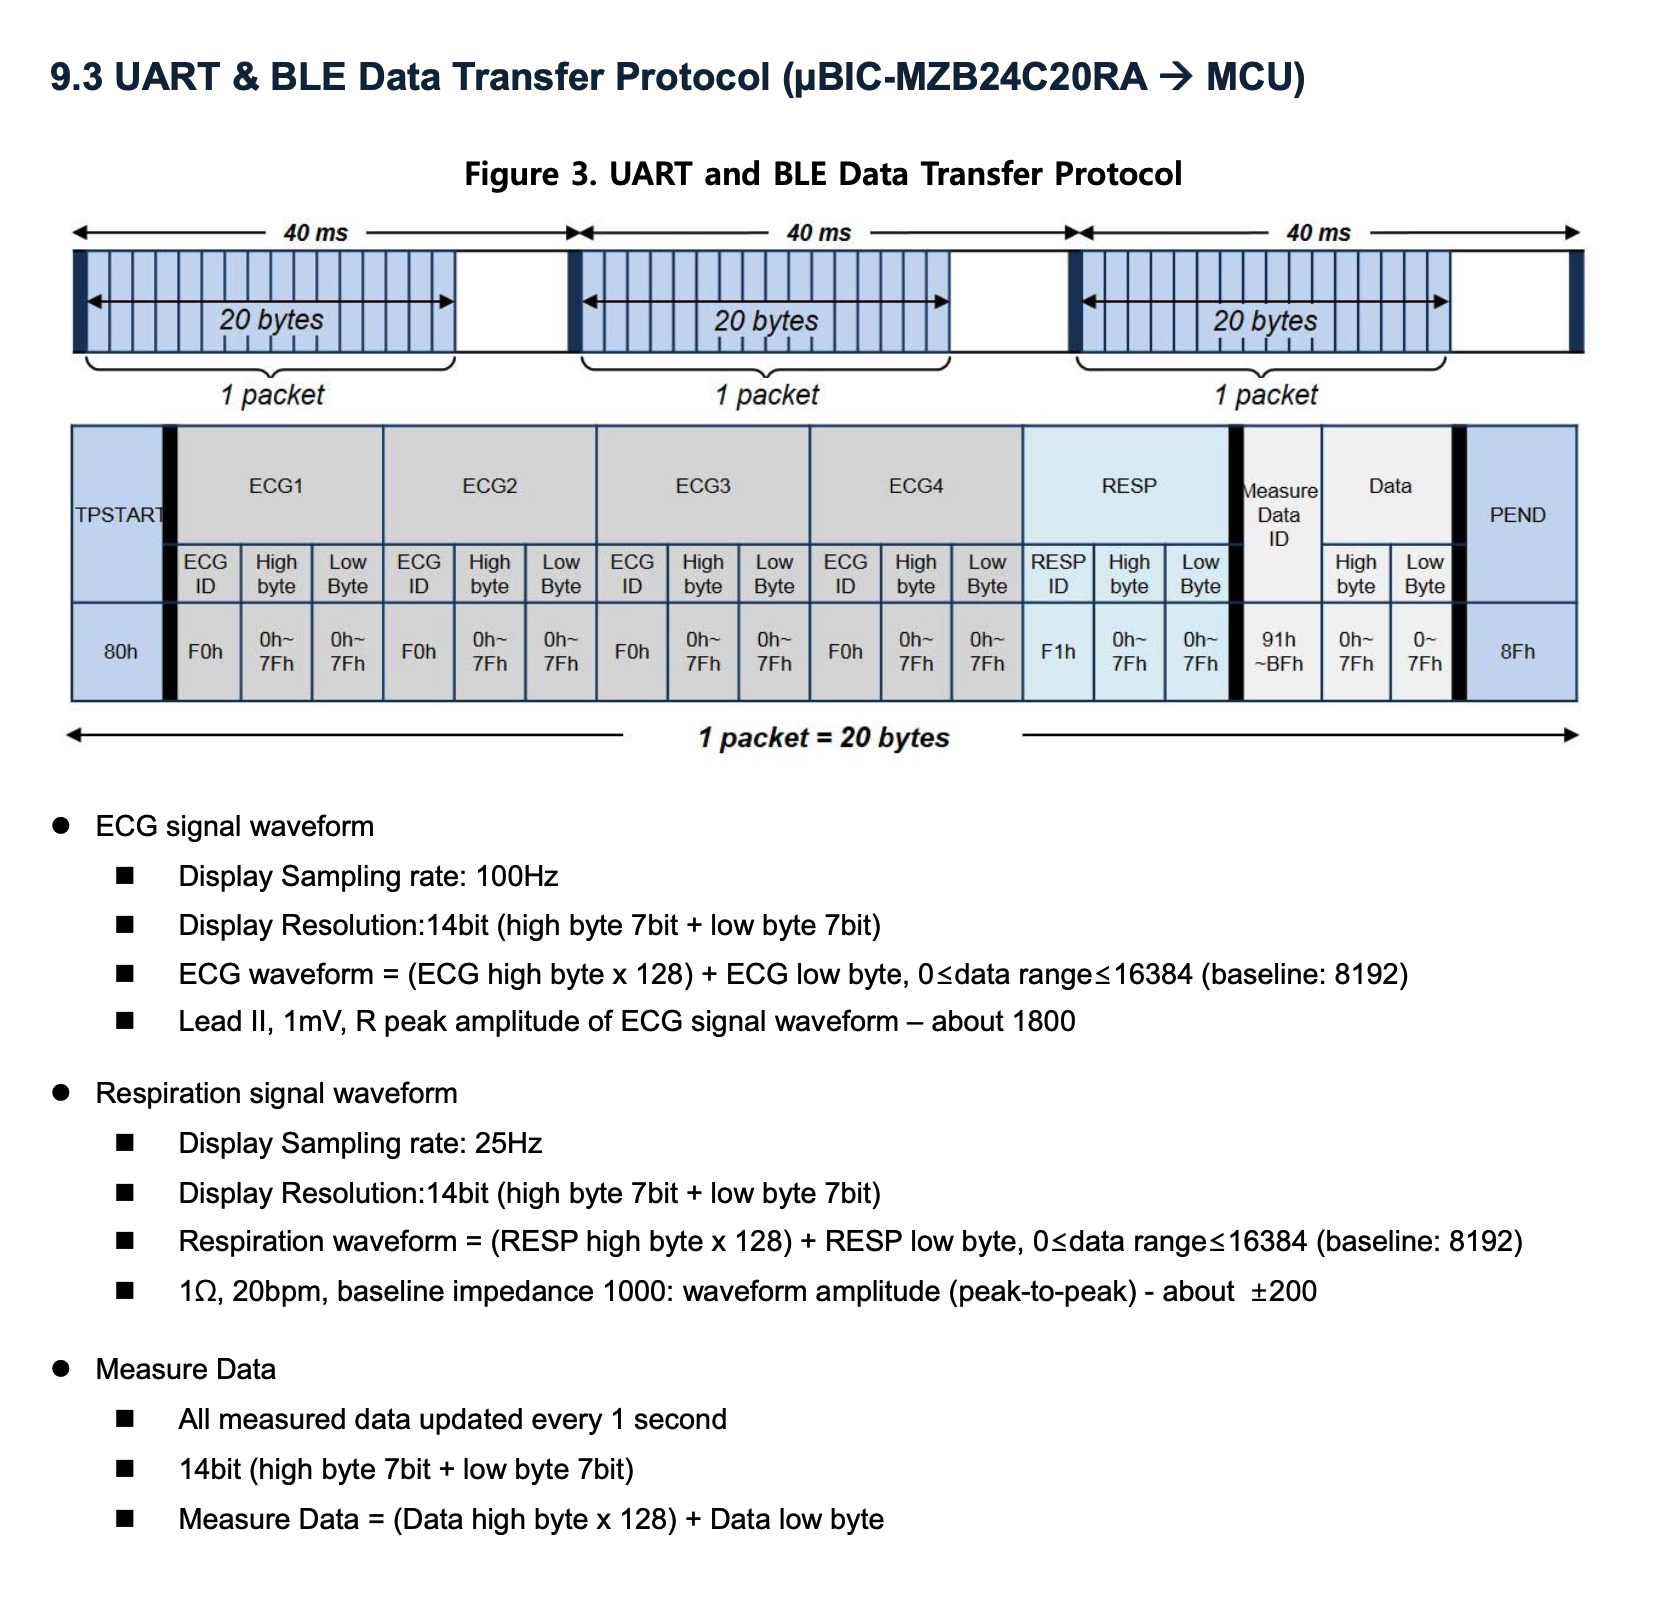 9.3 UART & BLE Data Transfer Protocol (µBIC-MZB24C20RA → MCU)
Figure 3. UART and BLE Data Transfer Protocol
40 ms 40 ms 40 ms
20 bytes 20 bytes 20 bytes
1 packet 1 packet 1 packet
TPSTART ECG1 ECG2 ECG3 ECG4 RESP Measure Data ID Data PEND
ECG ID High byte Low Byte ECG ID High byte Low Byte ECG ID High byte Low Byte ECG ID High byte Low Byte RESP ID High byte Low Byte High byte Low Byte
80h F0h 0h~7Fh 0h~7Fh F0h 0h~7Fh 0h~7Fh F0h 0h~7Fh 0h~7Fh F0h 0h~7Fh 0h~7Fh F1h 0h~7Fh 0h~7Fh 91h~BFh 0h~7Fh 0~7Fh 8Fh
1 packet = 20 bytes
● ECG signal waveform
■ Display Sampling rate: 100Hz
■ Display Resolution:14bit (high byte 7bit + low byte 7bit)
■ ECG waveform = (ECG high byte x 128) + ECG low byte, 0≤data range≤16384 (baseline: 8192)
■ Lead II, 1mV, R peak amplitude of ECG signal waveform – about 1800
● Respiration signal waveform
■ Display Sampling rate: 25Hz
■ Display Resolution:14bit (high byte 7bit + low byte 7bit)
■ Respiration waveform = (RESP high byte x 128) + RESP low byte, 0≤data range≤16384 (baseline: 8192)
■ 1Ω, 20bpm, baseline impedance 1000: waveform amplitude (peak-to-peak) - about ±200
● Measure Data
■ All measured data updated every 1 second
■ 14bit (high byte 7bit + low byte 7bit)
■ Measure Data = (Data high byte x 128) + Data low byte